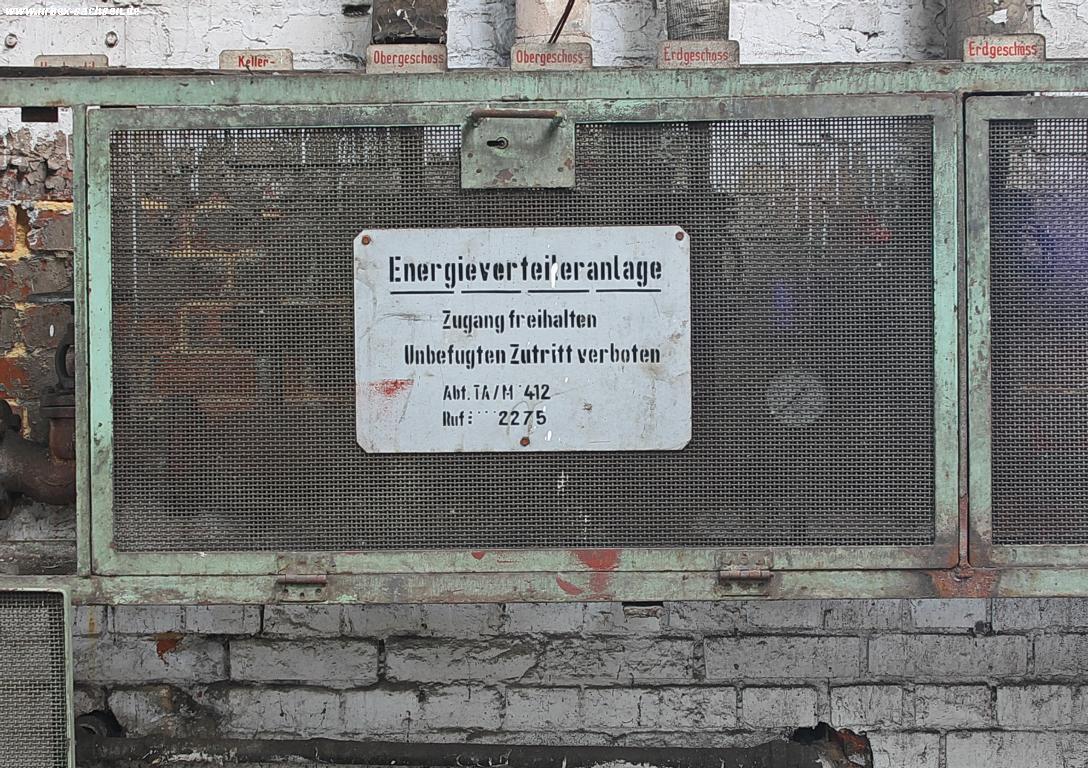 www.urbex-sachsen.de
Keller-
Obergeschoss
Obergeschoss
Erdgeschoss
Erdgeschoss
Energieverteileranlage
Zugang freihalten
Unbefugten Zutritt verboten
Abt. TA/M 412
Ruf: 2275